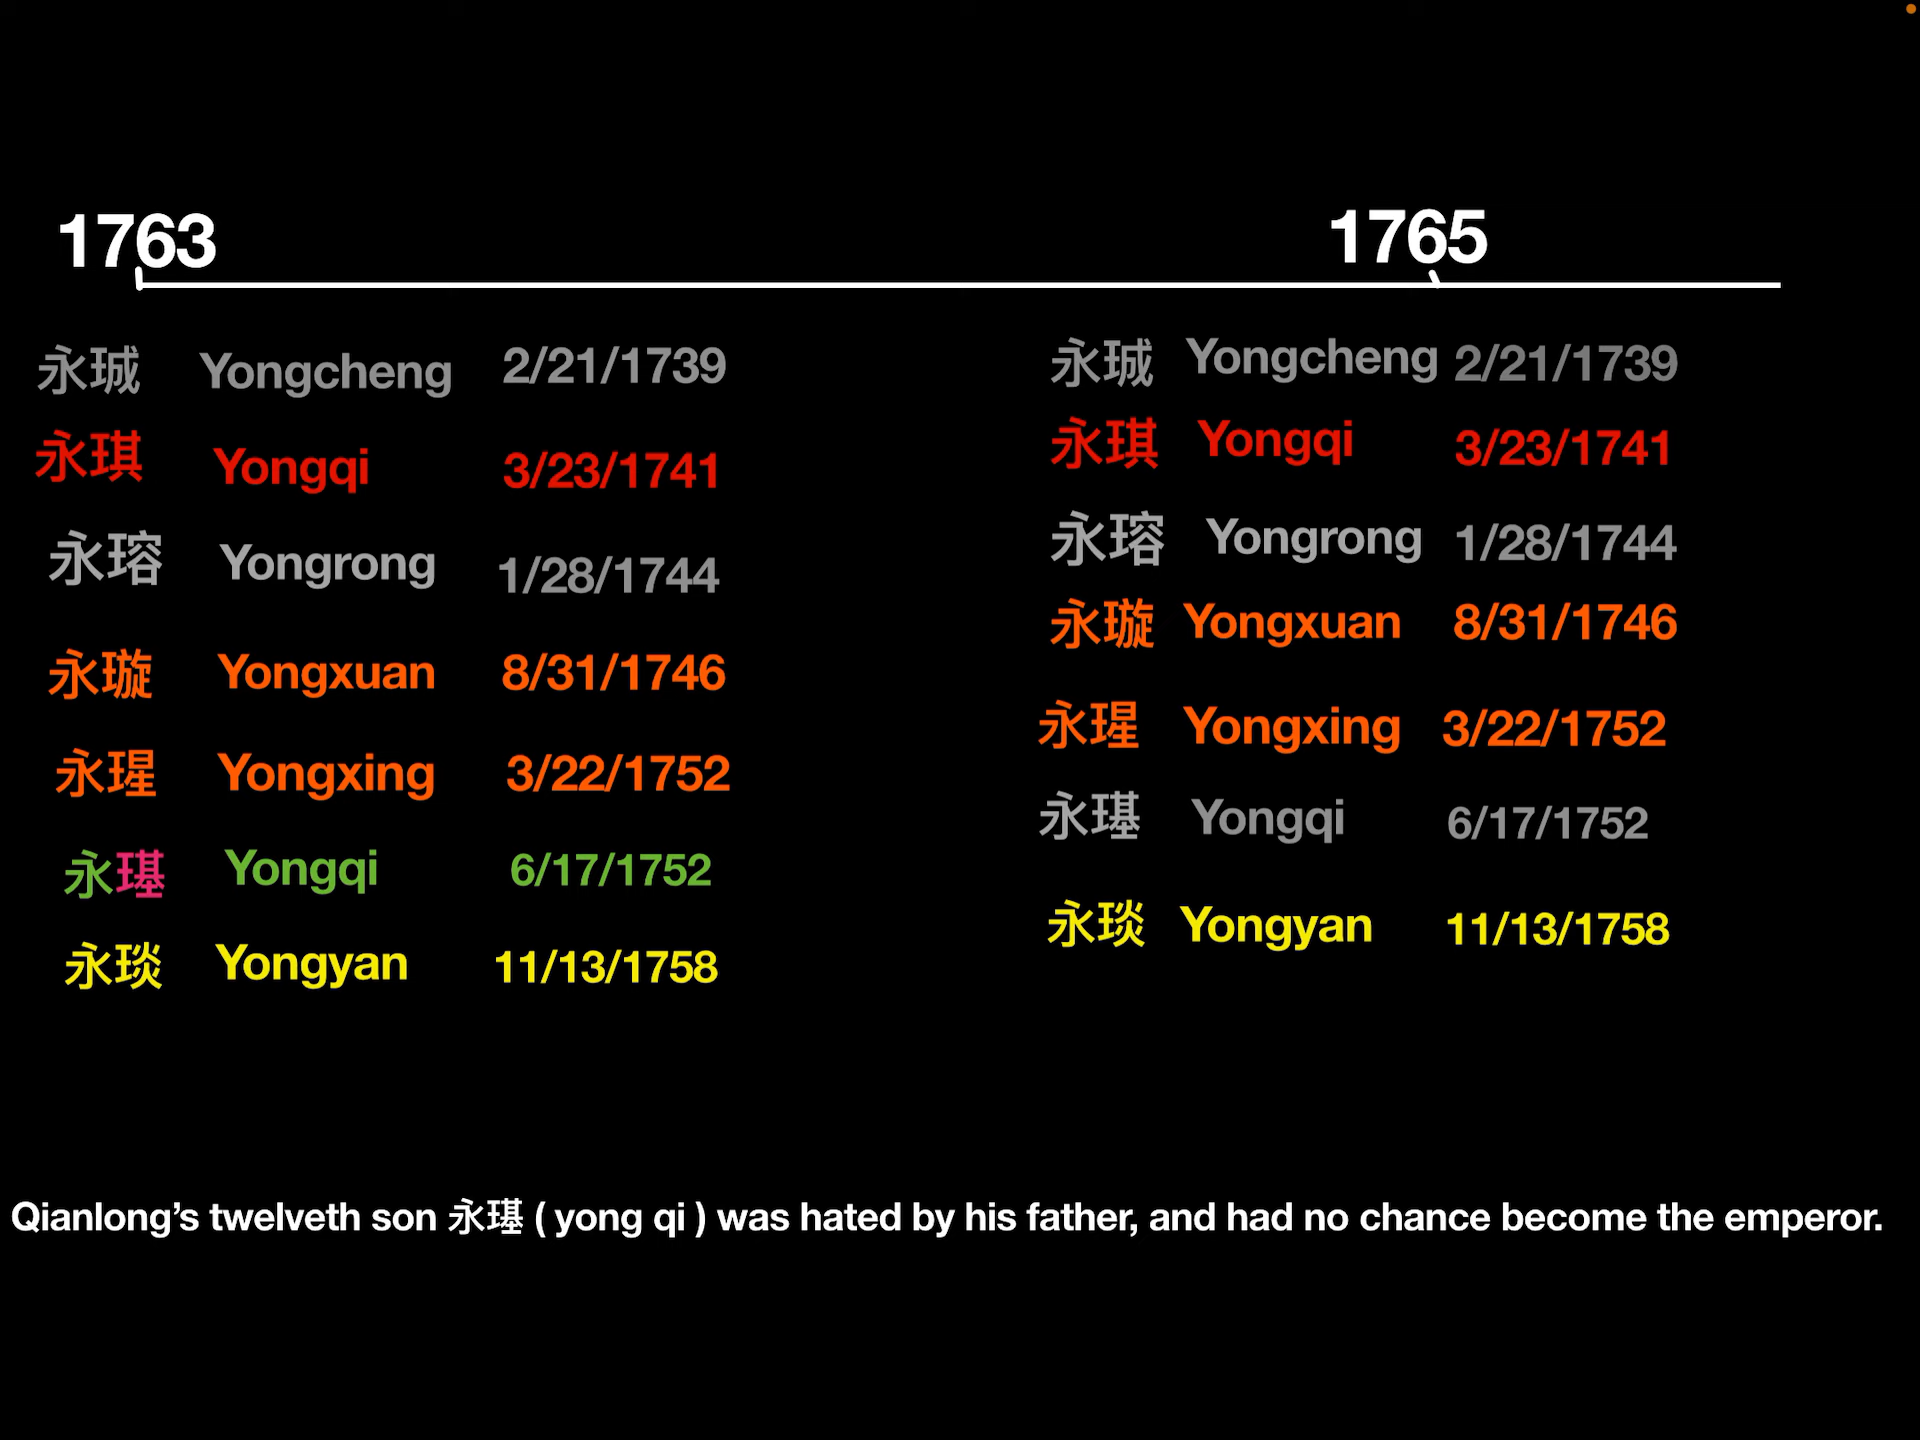 1763 1765
永珹 Yongcheng 2/21/1739 永珹 Yongcheng 2/21/1739
永琪 Yongqi 3/23/1741 永琪 Yongqi 3/23/1741
永瑢 Yongrong 1/28/1744 永瑢 Yongrong 1/28/1744
永璇 Yongxuan 8/31/1746 永璇 Yongxuan 8/31/1746
永瑆 Yongxing 3/22/1752 永瑆 Yongxing 3/22/1752
永璂 Yongqi 6/17/1752 永璂 Yongqi 6/17/1752
永琰 Yongyan 11/13/1758 永琰 Yongyan 11/13/1758
Qianlong’s twelveth son 永璂 ( yong qi ) was hated by his father, and had no chance become the emperor.